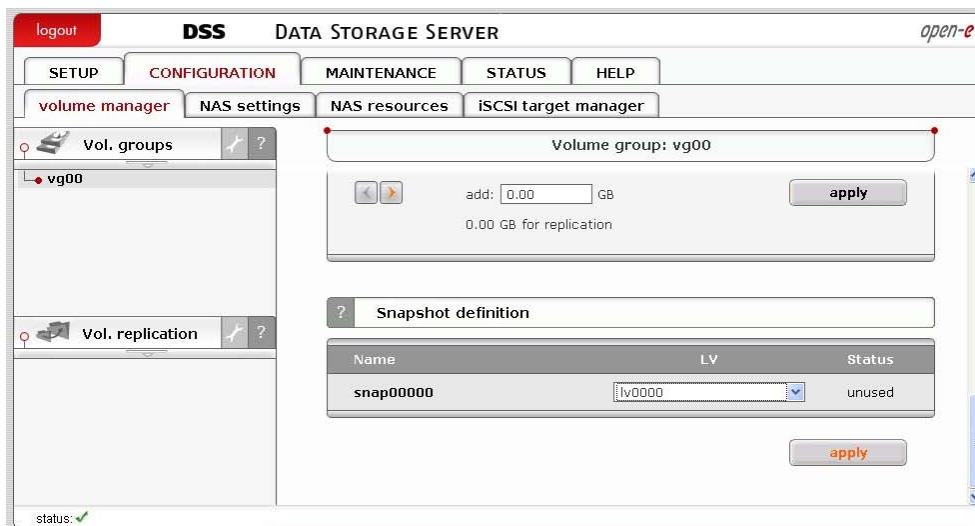 logout DSS DATA STORAGE SERVER open-e
SETUP CONFIGURATION MAINTENANCE STATUS HELP
volume manager NAS settings NAS resources iSCSI target manager
Vol. groups ?
vg00
Volume group: vg00
add: 0.00 GB apply
0.00 GB for replication
? Snapshot definition
Vol. replication ?
Name LV Status
snap00000 lv0000 unused
apply
status: